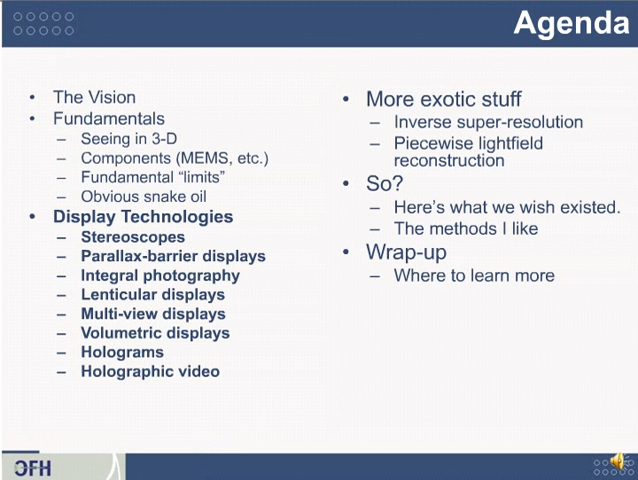 Agenda
• The Vision
• Fundamentals
– Seeing in 3-D
– Components (MEMS, etc.)
– Fundamental “limits”
– Obvious snake oil
• Display Technologies
– Stereoscopes
– Parallax-barrier displays
– Integral photography
– Lenticular displays
– Multi-view displays
– Volumetric displays
– Holograms
– Holographic video
• More exotic stuff
– Inverse super-resolution
– Piecewise lightfield
reconstruction
• So?
– Here’s what we wish existed.
– The methods I like
• Wrap-up
– Where to learn more
OFH